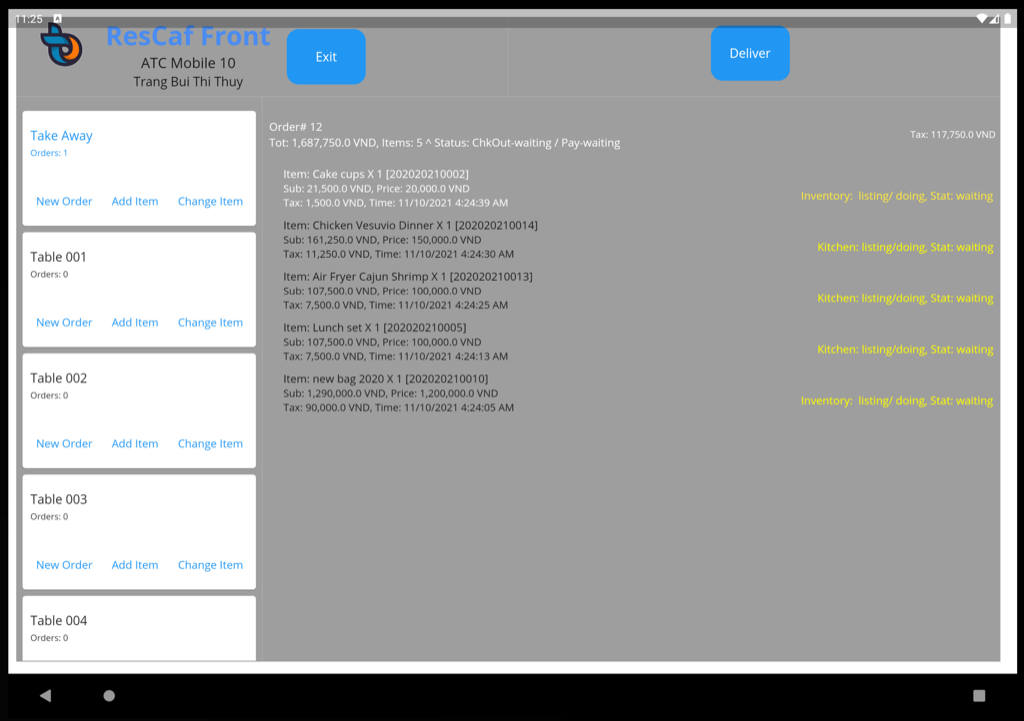 11:25 A
ResCaf Front
ATC Mobile 10
Trang Bui Thi Thuy
Exit
Deliver
Take Away
Orders: 1
New Order Add Item Change Item
Table 001
Orders: 0
New Order Add Item Change Item
Table 002
Orders: 0
New Order Add Item Change Item
Table 003
Orders: 0
New Order Add Item Change Item
Table 004
Orders: 0
Order# 12
Tot: 1,687,750.0 VND, Items: 5 ^ Status: ChkOut-waiting / Pay-waiting
Tax: 117,750.0 VND
Item: Cake cups X 1 [202020210002]
Sub: 21,500.0 VND, Price: 20,000.0 VND
Tax: 1,500.0 VND, Time: 11/10/2021 4:24:39 AM
Inventory:  listing/ doing, Stat: waiting
Item: Chicken Vesuvio Dinner X 1 [202020210014]
Sub: 161,250.0 VND, Price: 150,000.0 VND
Tax: 11,250.0 VND, Time: 11/10/2021 4:24:30 AM
Kitchen: listing/doing, Stat: waiting
Item: Air Fryer Cajun Shrimp X 1 [202020210013]
Sub: 107,500.0 VND, Price: 100,000.0 VND
Tax: 7,500.0 VND, Time: 11/10/2021 4:24:25 AM
Kitchen: listing/doing, Stat: waiting
Item: Lunch set X 1 [202020210005]
Sub: 107,500.0 VND, Price: 100,000.0 VND
Tax: 7,500.0 VND, Time: 11/10/2021 4:24:13 AM
Kitchen: listing/doing, Stat: waiting
Item: new bag 2020 X 1 [202020210010]
Sub: 1,290,000.0 VND, Price: 1,200,000.0 VND
Tax: 90,000.0 VND, Time: 11/10/2021 4:24:05 AM
Inventory:  listing/ doing, Stat: waiting